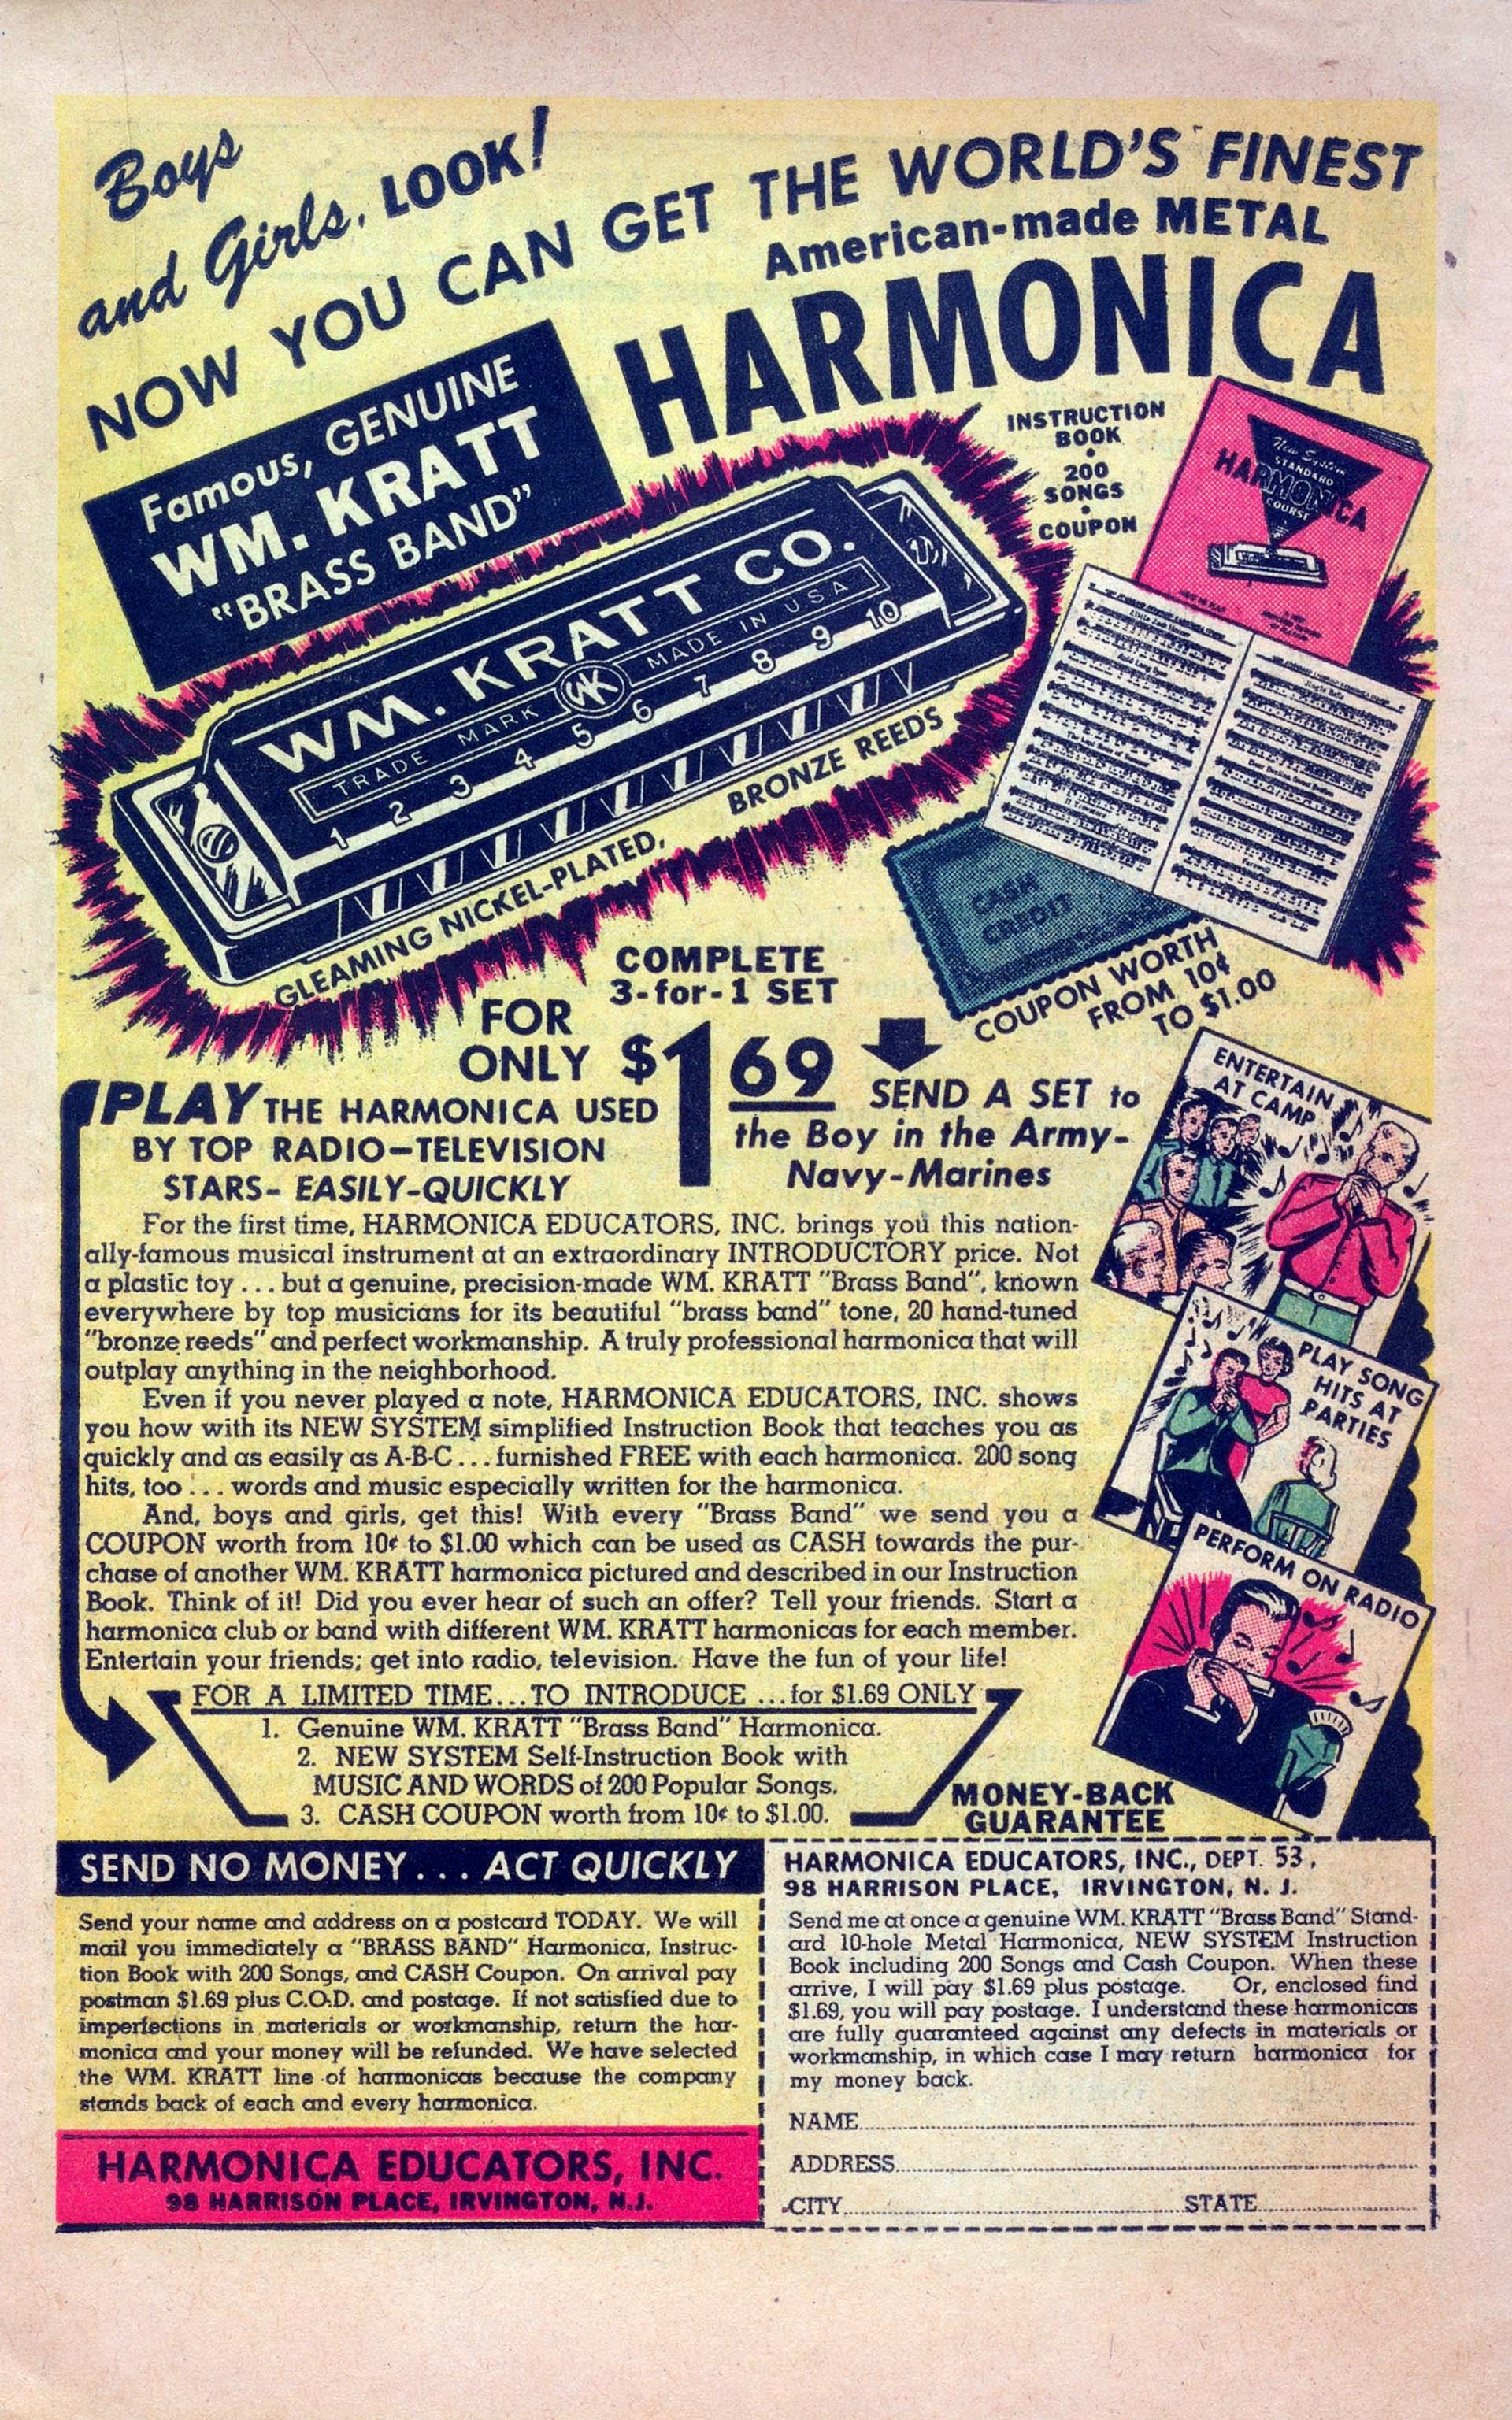 Boys
and Girls, LOOK!
NOW YOU CAN GET THE WORLD'S FINEST
American-made METAL
HARMONICA
Famous, GENUINE
WM. KRATT
"BRASS BAND"
WM. KRATT CO.
TRADE MARK WK MADE IN U.S.A
1 2 3 4 5 6 7 8 9 10
GLEAMING NICKEL-PLATED, BRONZE REEDS
INSTRUCTION
BOOK
•
200
SONGS
•
COUPON
New System
STANDARD
HARMONICA
COURSE
CASH
CREDIT
COUPON WORTH
FROM 10¢
TO $1.00
COMPLETE
3-for-1 SET
FOR
ONLY $1 69
SEND A SET to
the Boy in the Army-
Navy-Marines
PLAY THE HARMONICA USED
BY TOP RADIO—TELEVISION
STARS- EASILY-QUICKLY
For the first time, HARMONICA EDUCATORS, INC. brings you this nation-
ally-famous musical instrument at an extraordinary INTRODUCTORY price. Not
a plastic toy ... but a genuine, precision-made WM. KRATT "Brass Band", known
everywhere by top musicians for its beautiful "brass band" tone, 20 hand-tuned
"bronze reeds" and perfect workmanship. A truly professional harmonica that will
outplay anything in the neighborhood.
Even if you never played a note, HARMONICA EDUCATORS, INC. shows
you how with its NEW SYSTEM simplified Instruction Book that teaches you as
quickly and as easily as A-B-C ... furnished FREE with each harmonica. 200 song
hits, too ... words and music especially written for the harmonica.
And, boys and girls, get this! With every "Brass Band" we send you a
COUPON worth from 10¢ to $1.00 which can be used as CASH towards the pur-
chase of another WM. KRATT harmonica pictured and described in our Instruction
Book. Think of it! Did you ever hear of such an offer? Tell your friends. Start a
harmonica club or band with different WM. KRATT harmonicas for each member.
Entertain your friends; get into radio, television. Have the fun of your life!
ENTERTAIN
AT CAMP
PLAY SONG
HITS AT
PARTIES
PERFORM ON RADIO
FOR A LIMITED TIME...TO INTRODUCE ...for $1.69 ONLY
1. Genuine WM. KRATT "Brass Band" Harmonica.
2. NEW SYSTEM Self-Instruction Book with
MUSIC AND WORDS of 200 Popular Songs.
3. CASH COUPON worth from 10¢ to $1.00.
MONEY-BACK
GUARANTEE
SEND NO MONEY... ACT QUICKLY
Send your name and address on a postcard TODAY. We will
mail you immediately a "BRASS BAND" Harmonica, Instruc-
tion Book with 200 Songs, and CASH Coupon. On arrival pay
postman $1.69 plus C.O.D. and postage. If not satisfied due to
imperfections in materials or workmanship, return the har-
monica and your money will be refunded. We have selected
the WM. KRATT line of harmonicas because the company
stands back of each and every harmonica.
HARMONICA EDUCATORS, INC.
98 HARRISON PLACE, IRVINGTON, N.J.
HARMONICA EDUCATORS, INC., DEPT. 53,
98 HARRISON PLACE, IRVINGTON, N. J.
Send me at once a genuine WM. KRATT "Brass Band" Stand-
ard 10-hole Metal Harmonica, NEW SYSTEM Instruction
Book including 200 Songs and Cash Coupon. When these
arrive, I will pay $1.69 plus postage. Or, enclosed find
$1.69, you will pay postage. I understand these harmonicas
are fully guaranteed against any defects in materials or
workmanship, in which case I may return harmonica for
my money back.
NAME
ADDRESS
CITY STATE